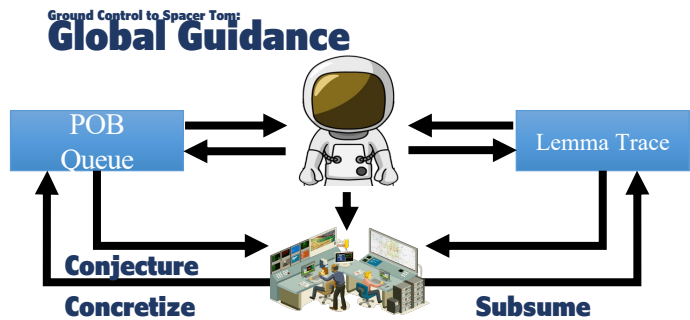 Ground Control to Spacer Tom:
Global Guidance
POB
Queue
Lemma Trace
Conjecture
Concretize
Subsume